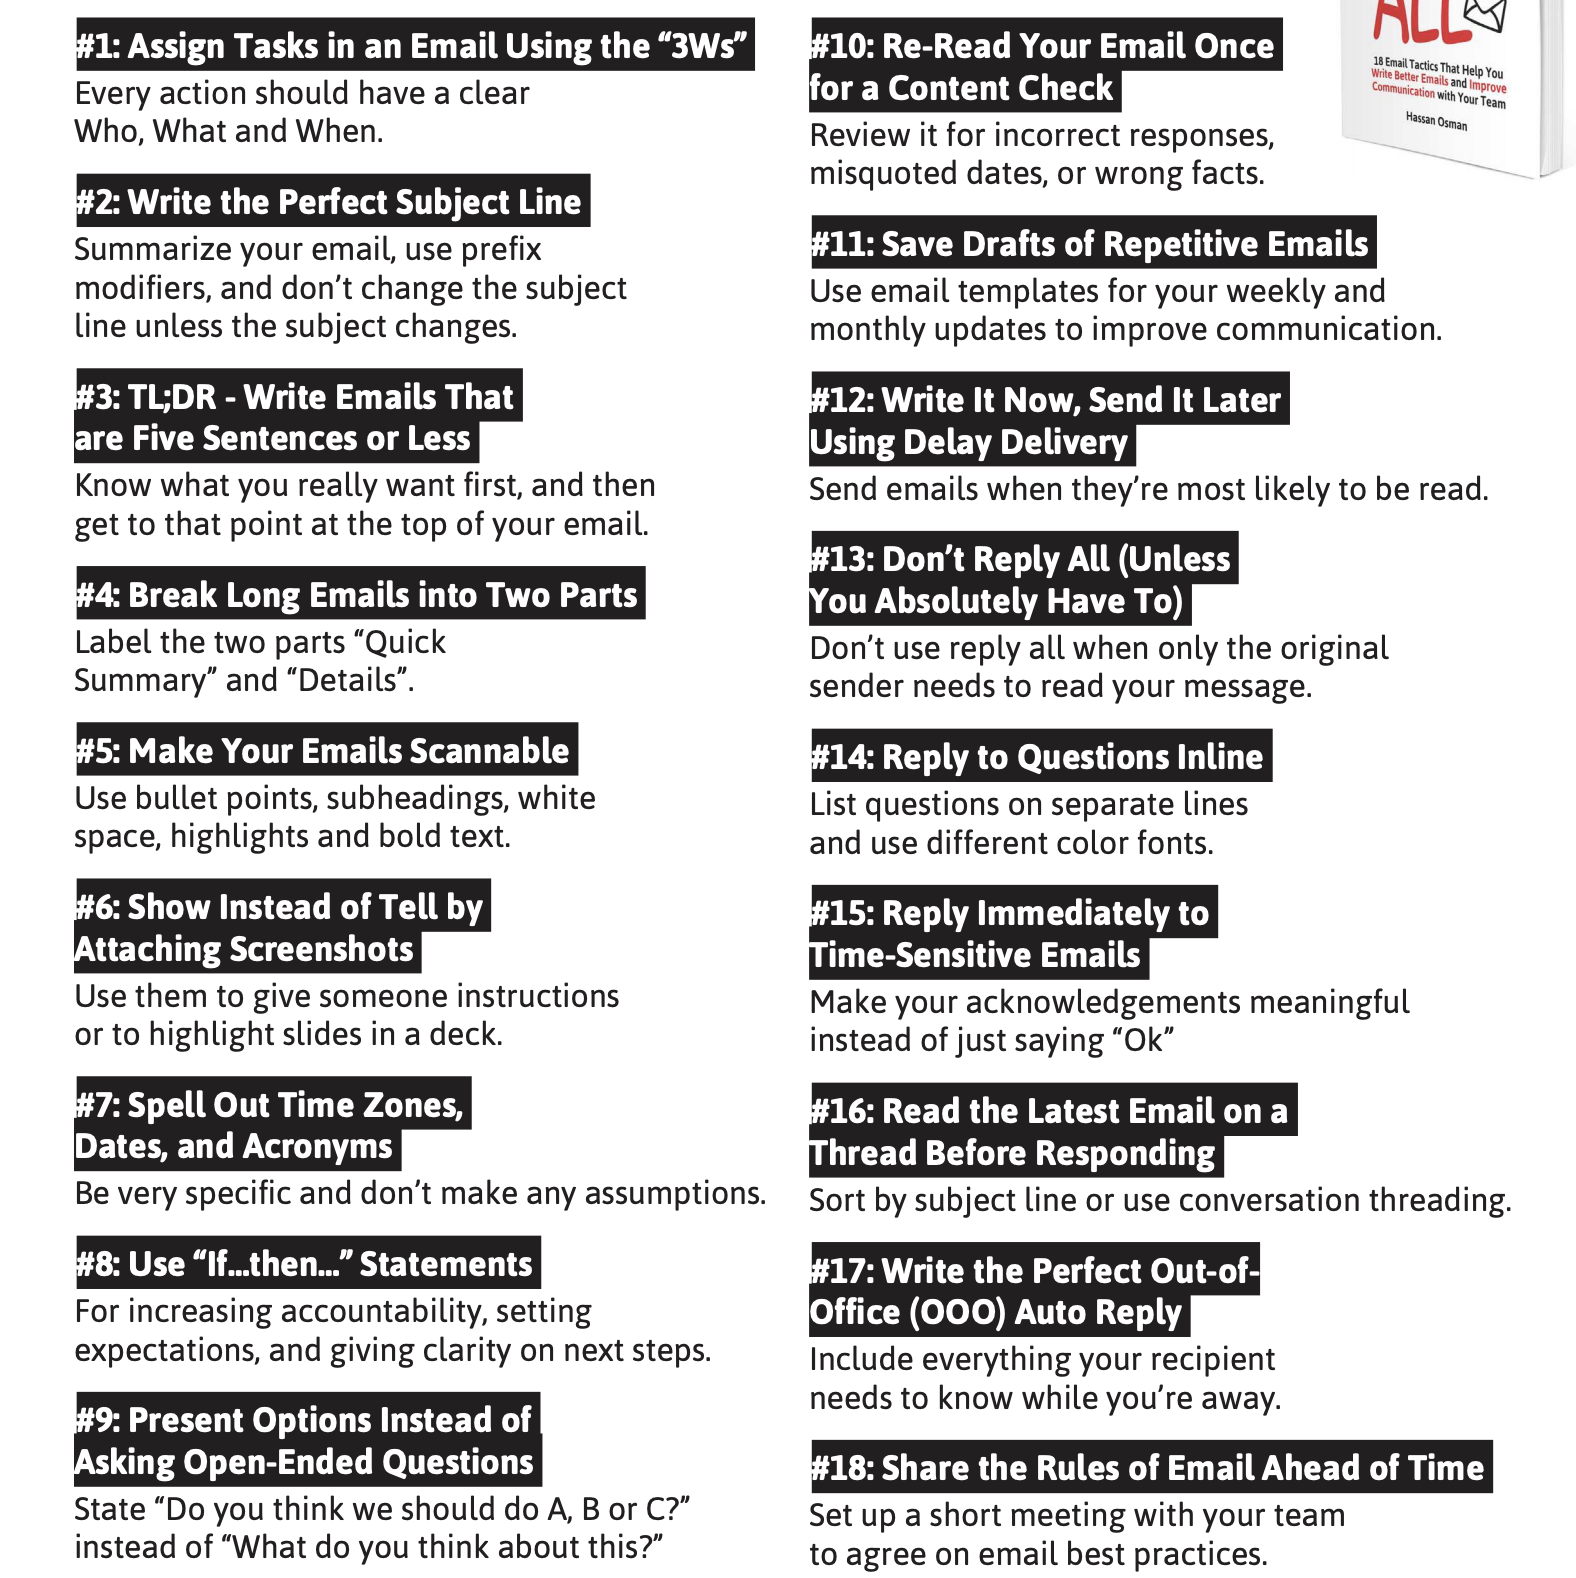 #1: Assign Tasks in an Email Using the “3Ws”
Every action should have a clear
Who, What and When.
#2: Write the Perfect Subject Line
Summarize your email, use prefix
modifiers, and don’t change the subject
line unless the subject changes.
#3: TL;DR - Write Emails That
are Five Sentences or Less
Know what you really want first, and then
get to that point at the top of your email.
#4: Break Long Emails into Two Parts
Label the two parts “Quick
Summary” and “Details”.
#5: Make Your Emails Scannable
Use bullet points, subheadings, white
space, highlights and bold text.
#6: Show Instead of Tell by
Attaching Screenshots
Use them to give someone instructions
or to highlight slides in a deck.
#7: Spell Out Time Zones,
Dates, and Acronyms
Be very specific and don’t make any assumptions.
#8: Use “If...then...” Statements
For increasing accountability, setting
expectations, and giving clarity on next steps.
#9: Present Options Instead of
Asking Open-Ended Questions
State “Do you think we should do A, B or C?”
instead of “What do you think about this?”
#10: Re-Read Your Email Once
for a Content Check
Review it for incorrect responses,
misquoted dates, or wrong facts.
#11: Save Drafts of Repetitive Emails
Use email templates for your weekly and
monthly updates to improve communication.
#12: Write It Now, Send It Later
Using Delay Delivery
Send emails when they’re most likely to be read.
#13: Don’t Reply All (Unless
You Absolutely Have To)
Don’t use reply all when only the original
sender needs to read your message.
#14: Reply to Questions Inline
List questions on separate lines
and use different color fonts.
#15: Reply Immediately to
Time-Sensitive Emails
Make your acknowledgements meaningful
instead of just saying “Ok”
#16: Read the Latest Email on a
Thread Before Responding
Sort by subject line or use conversation threading.
#17: Write the Perfect Out-of-
Office (OOO) Auto Reply
Include everything your recipient
needs to know while you’re away.
#18: Share the Rules of Email Ahead of Time
Set up a short meeting with your team
to agree on email best practices.
ALL
18 Email Tactics That Help You
Write Better Emails and Improve
Communication with Your Team
Hassan Osman